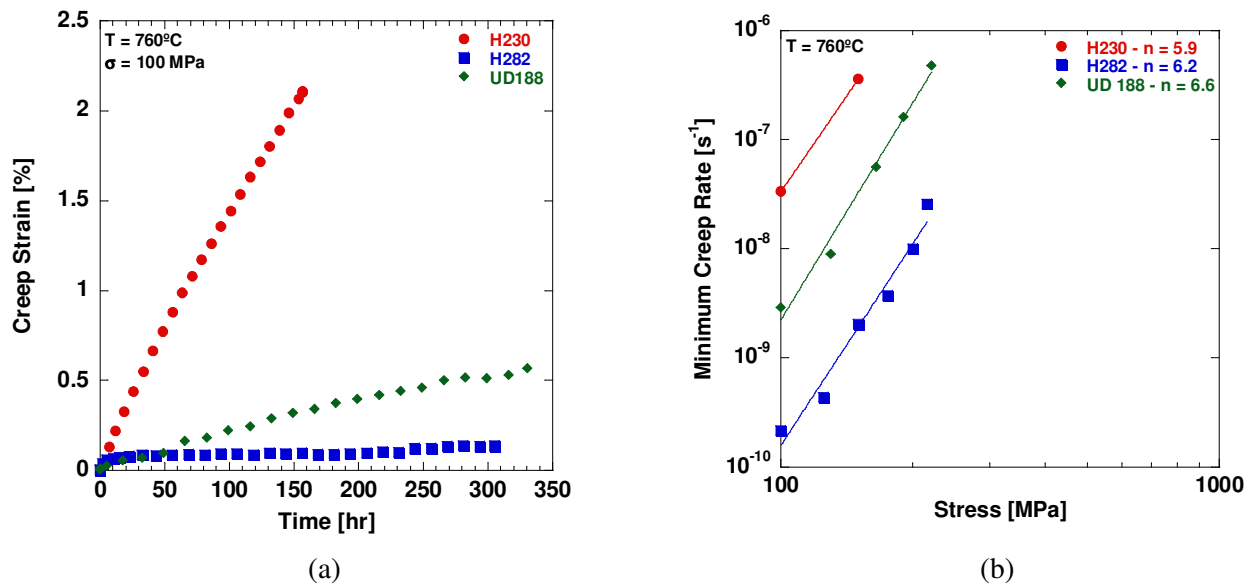 2.5
2
1.5
1
0.5
0
Creep Strain [%]
T = 760ºC
σ = 100 MPa
H230
H282
UD188
0 50 100 150 200 250 300 350
Time [hr]
(a)
10⁻⁶
10⁻⁷
10⁻⁸
10⁻⁹
10⁻¹⁰
Minimum Creep Rate [s⁻¹]
T = 760ºC
H230 - n = 5.9
H282 - n = 6.2
UD 188 - n = 6.6
100 1000
Stress [MPa]
(b)